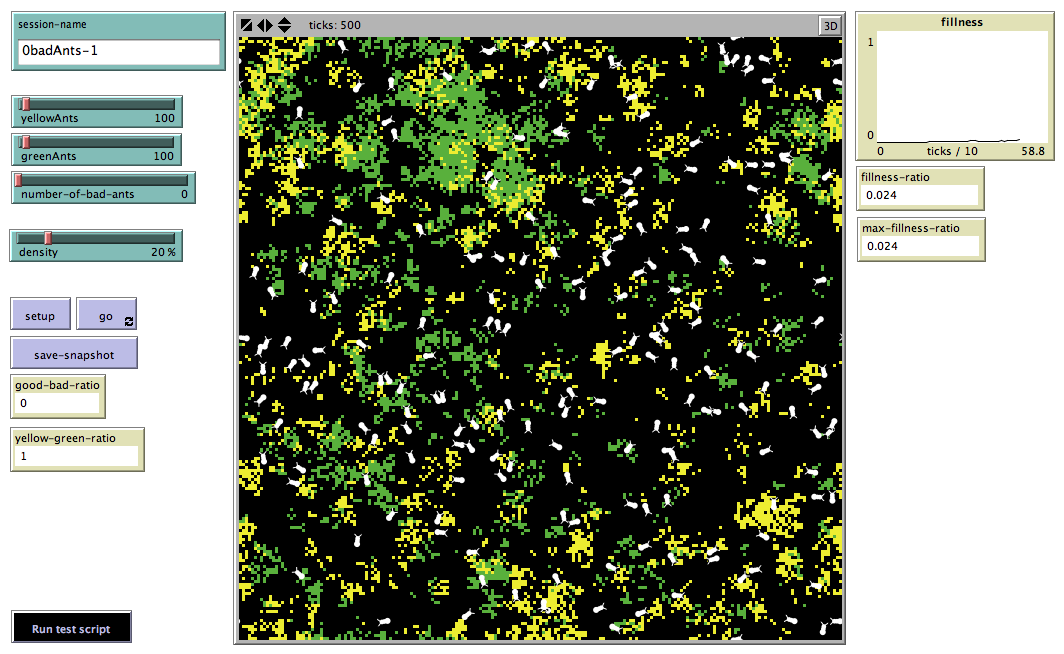 session-name
0badAnts-1
yellowAnts 100
greenAnts 100
number-of-bad-ants 0
density 20 %
setup go
save-snapshot
good-bad-ratio
0
yellow-green-ratio
1
Run test script
ticks: 500 3D
fillness
1
0
0 ticks / 10 58.8
fillness-ratio
0.024
max-fillness-ratio
0.024